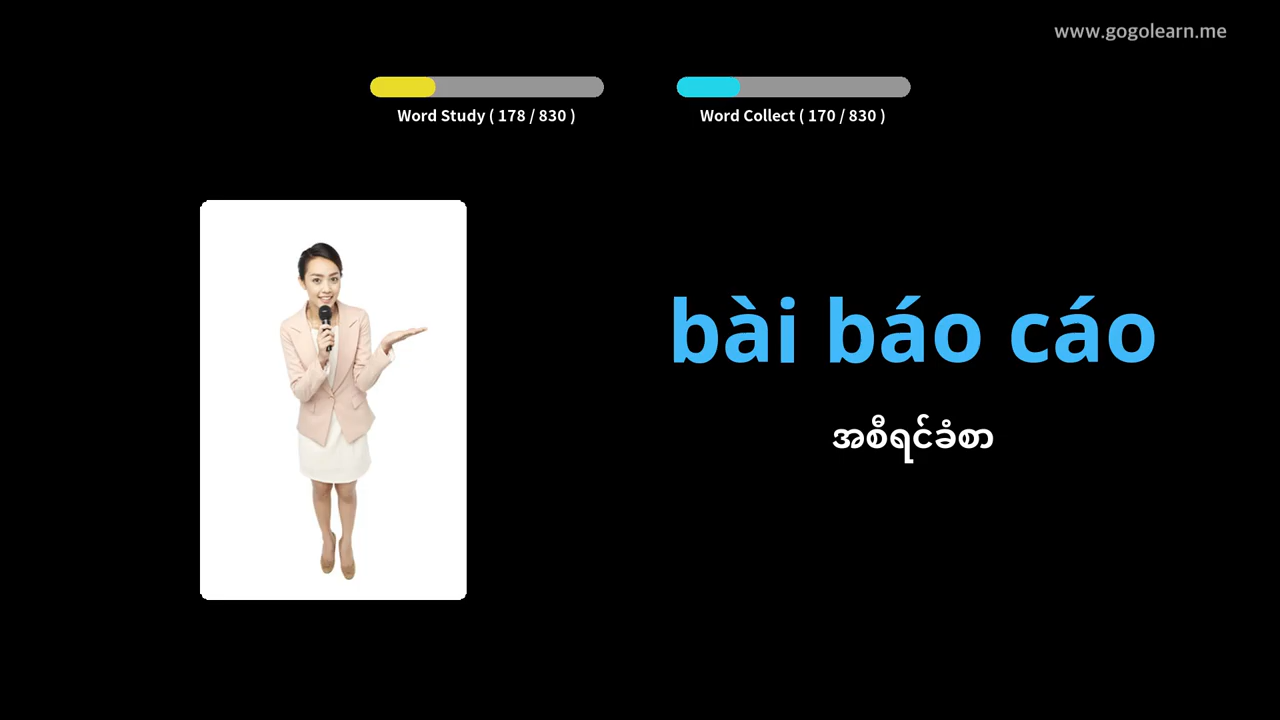 www.gogolearn.me
Word Study ( 178 / 830 )
Word Collect ( 170 / 830 )
bài báo cáo
အစီရင်ခံစာ